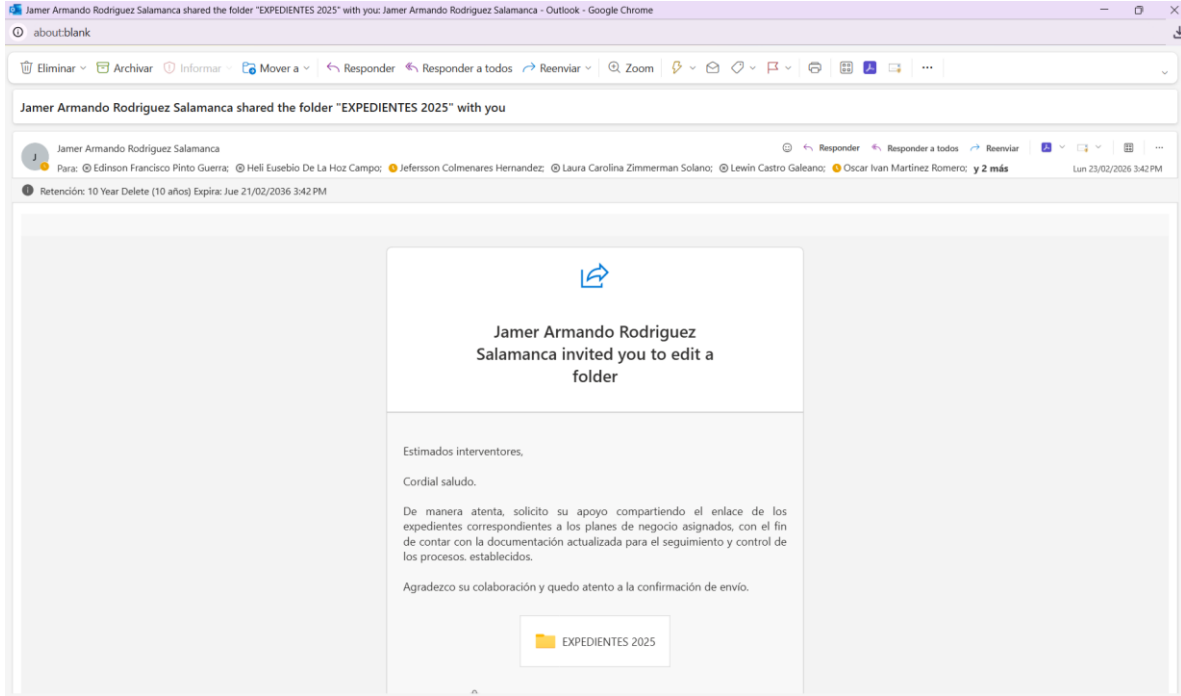 Jamer Armando Rodriguez Salamanca shared the folder "EXPEDIENTES 2025" with you: Jamer Armando Rodriguez Salamanca - Outlook - Google Chrome
about:blank
Eliminar Archivar Informar Mover a Responder Responder a todos Reenviar Zoom
Jamer Armando Rodriguez Salamanca shared the folder "EXPEDIENTES 2025" with you
J
Jamer Armando Rodriguez Salamanca
Responder Responder a todos Reenviar
Para: Edinson Francisco Pinto Guerra; Heli Eusebio De La Hoz Campo; Jefersson Colmenares Hernandez; Laura Carolina Zimmerman Solano; Lewin Castro Galeano; Oscar Ivan Martinez Romero; y 2 más
Lun 23/02/2026 3:42 PM
Retención: 10 Year Delete (10 años) Expira: Jue 21/02/2036 3:42 PM
Jamer Armando Rodriguez
Salamanca invited you to edit a
folder
Estimados interventores,
Cordial saludo.
De manera atenta, solicito su apoyo compartiendo el enlace de los
expedientes correspondientes a los planes de negocio asignados, con el fin
de contar con la documentación actualizada para el seguimiento y control de
los procesos. establecidos.
Agradezco su colaboración y quedo atento a la confirmación de envío.
EXPEDIENTES 2025